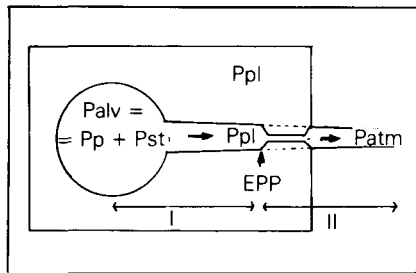 Ppl
Palv =
= Pp + Pst
Ppl
Patm
EPP
I
II